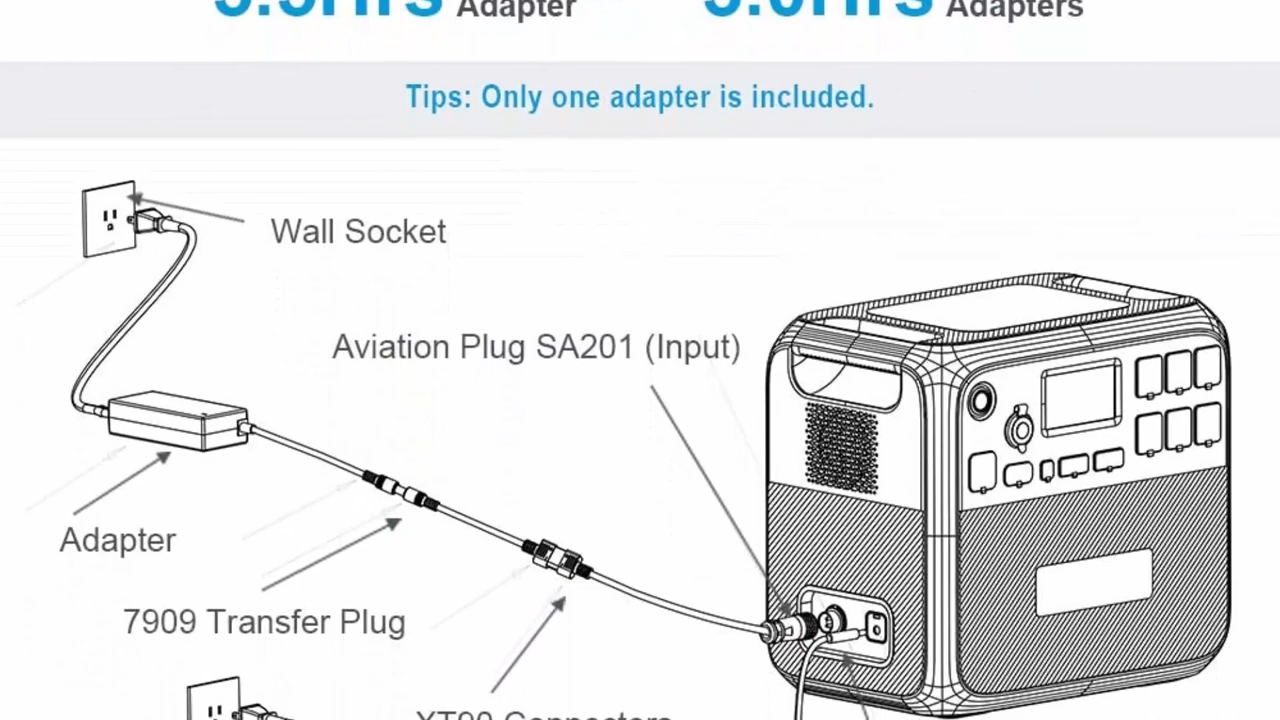 Adapter
Adapters
Tips: Only one adapter is included.
Wall Socket
Aviation Plug SA201 (Input)
Adapter
7909 Transfer Plug